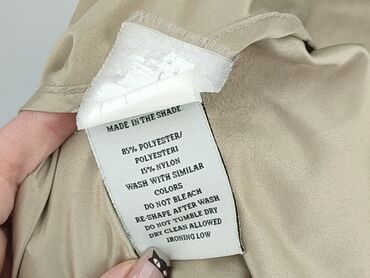 MADE IN THE SHADE
85% POLYESTER/
POLYESTERI
15% NYLON
WASH WITH SIMILAR
COLORS
DO NOT BLEACH
RE-SHAPE AFTER WASH
DO NOT TUMBLE DRY
DRY CLEAN ALLOWED
IRONING LOW